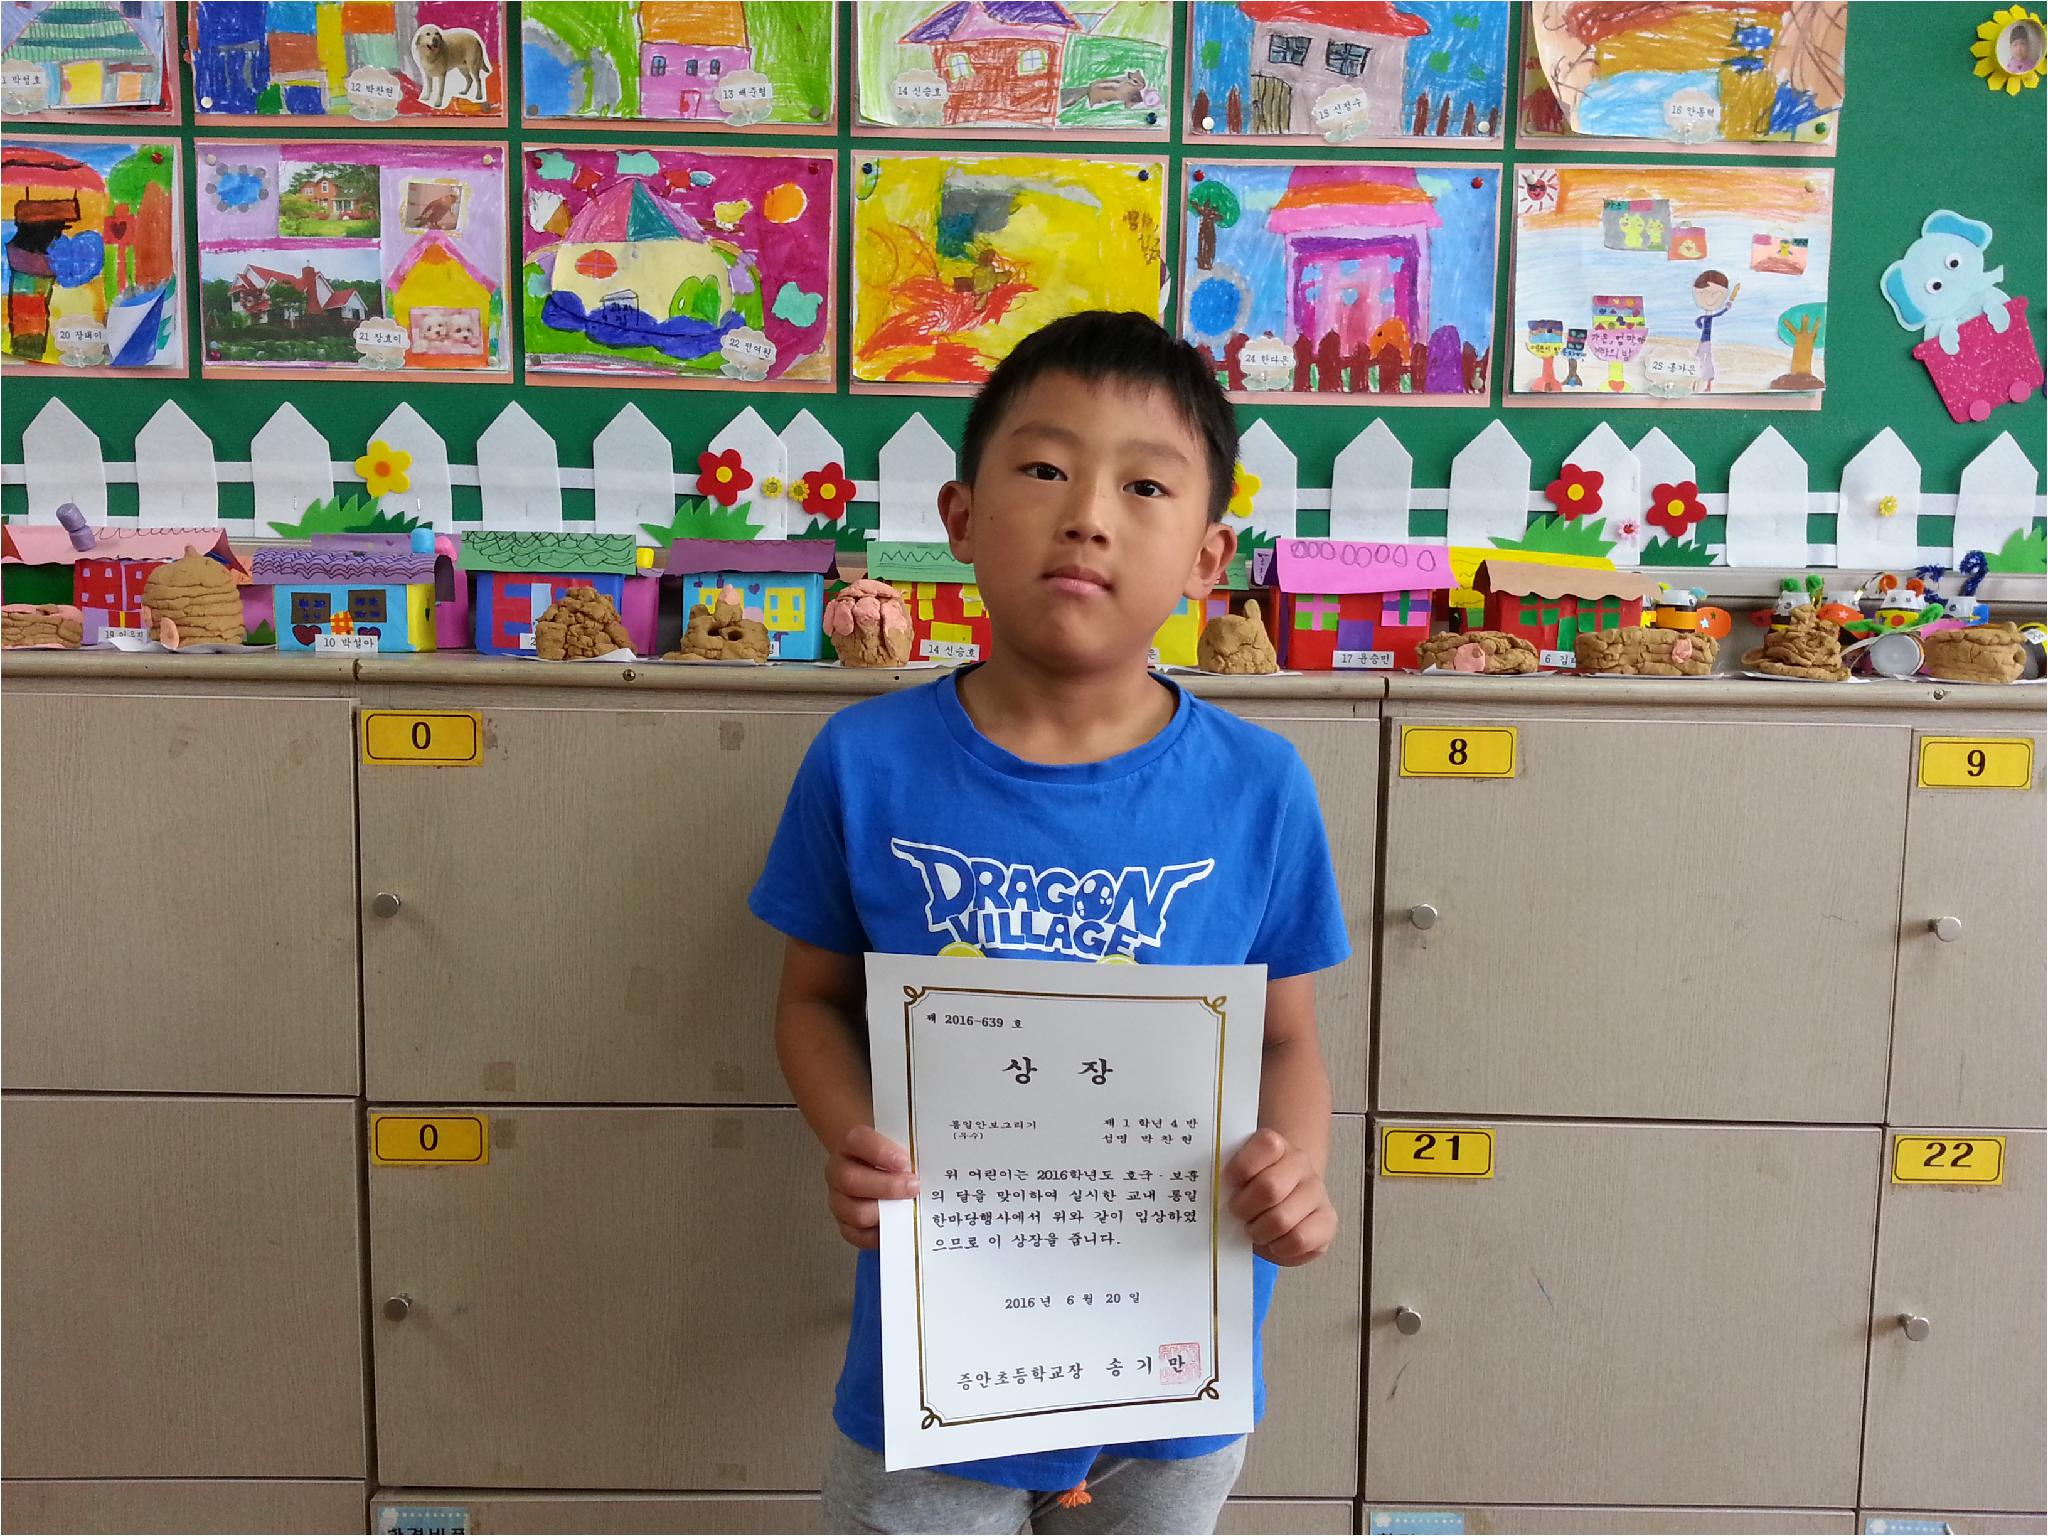 12 박찬현
14 신승호
15 신정수
16 안동혁
20 장태이
21 장효이
22 전여원
24 한다은
25 홍가은
10 박설아
14 신승호
17 윤승민
0
8
9
DRAGON
VILLAGE
제 2016-639 호
상 장
통일안보그리기 제 1 학년 4 반
(우수) 성명 박 찬 현
위 어린이는 2016학년도 호국·보훈
의 달을 맞이하여 실시한 교내 통일
한마당행사에서 위와 같이 입상하였
으므로 이 상장을 줍니다.
0
21
22
2016 년 6 월 20 일
증안초등학교장 송 기 만